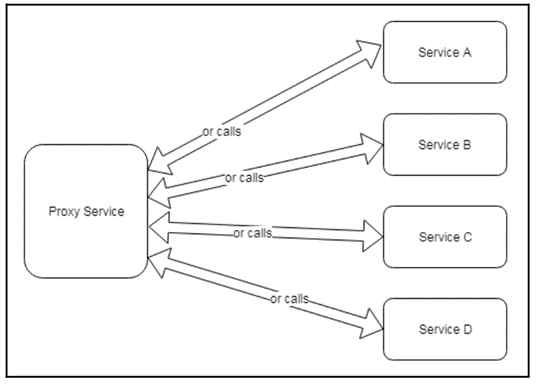 Service A
or calls
Service B
or calls
Proxy Service
or calls
Service C
or calls
Service D